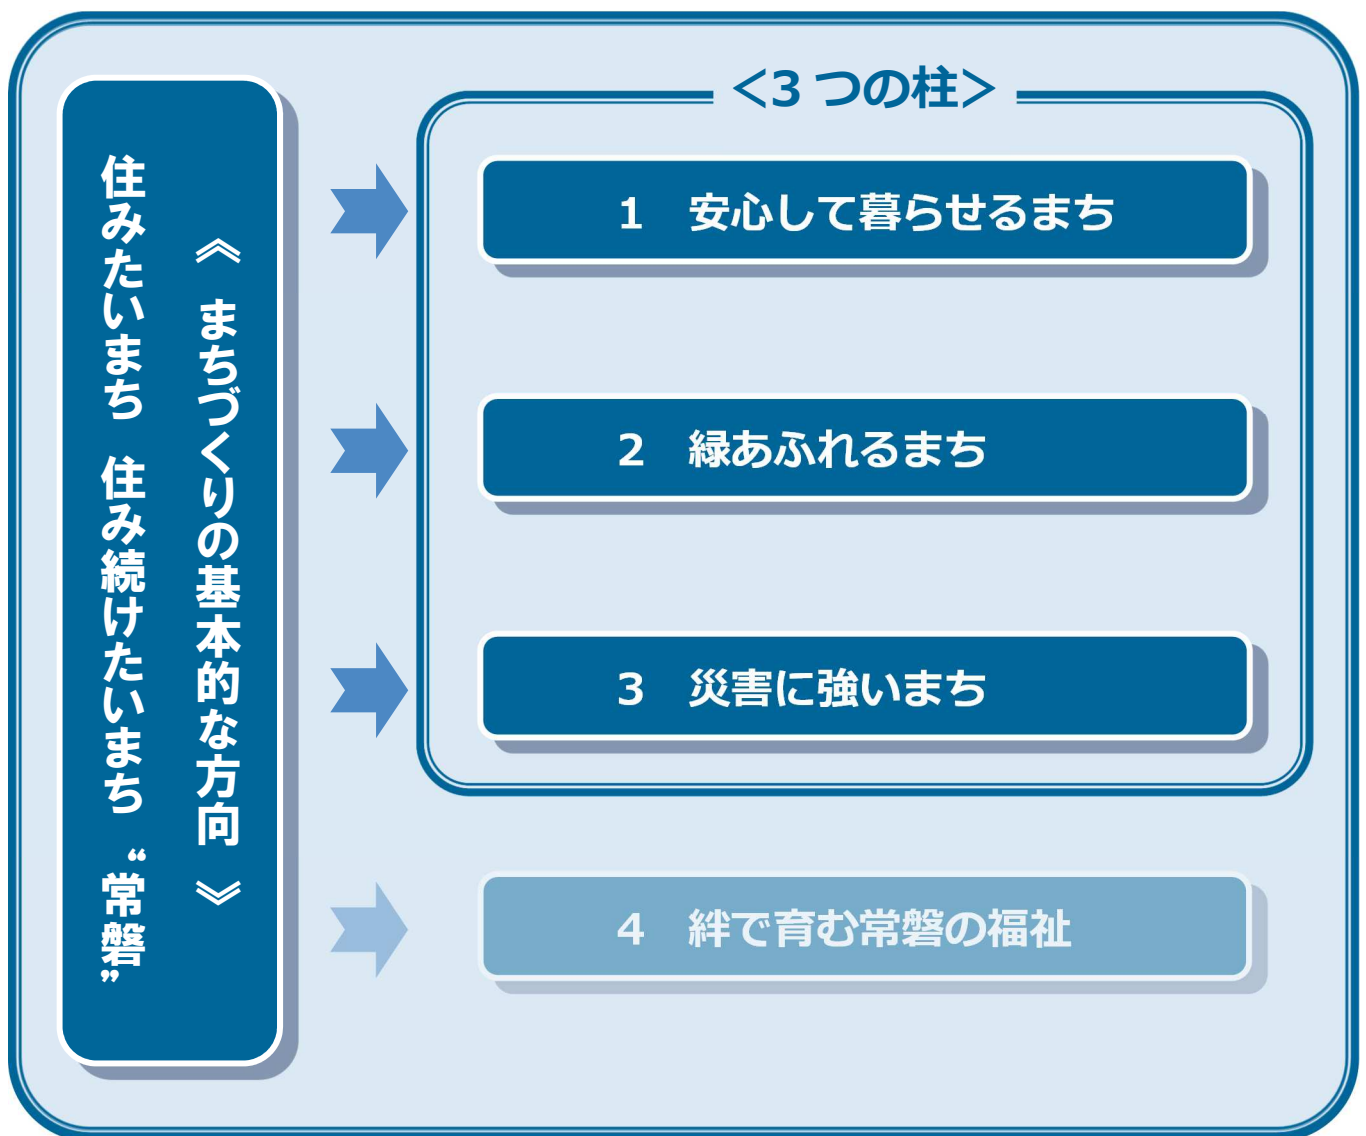 《 まちづくりの基本的な方向 》
住みたいまち 住み続けたいまち “常磐”
<3つの柱>
1 安心して暮らせるまち
2 緑あふれるまち
3 災害に強いまち
4 絆で育む常磐の福祉